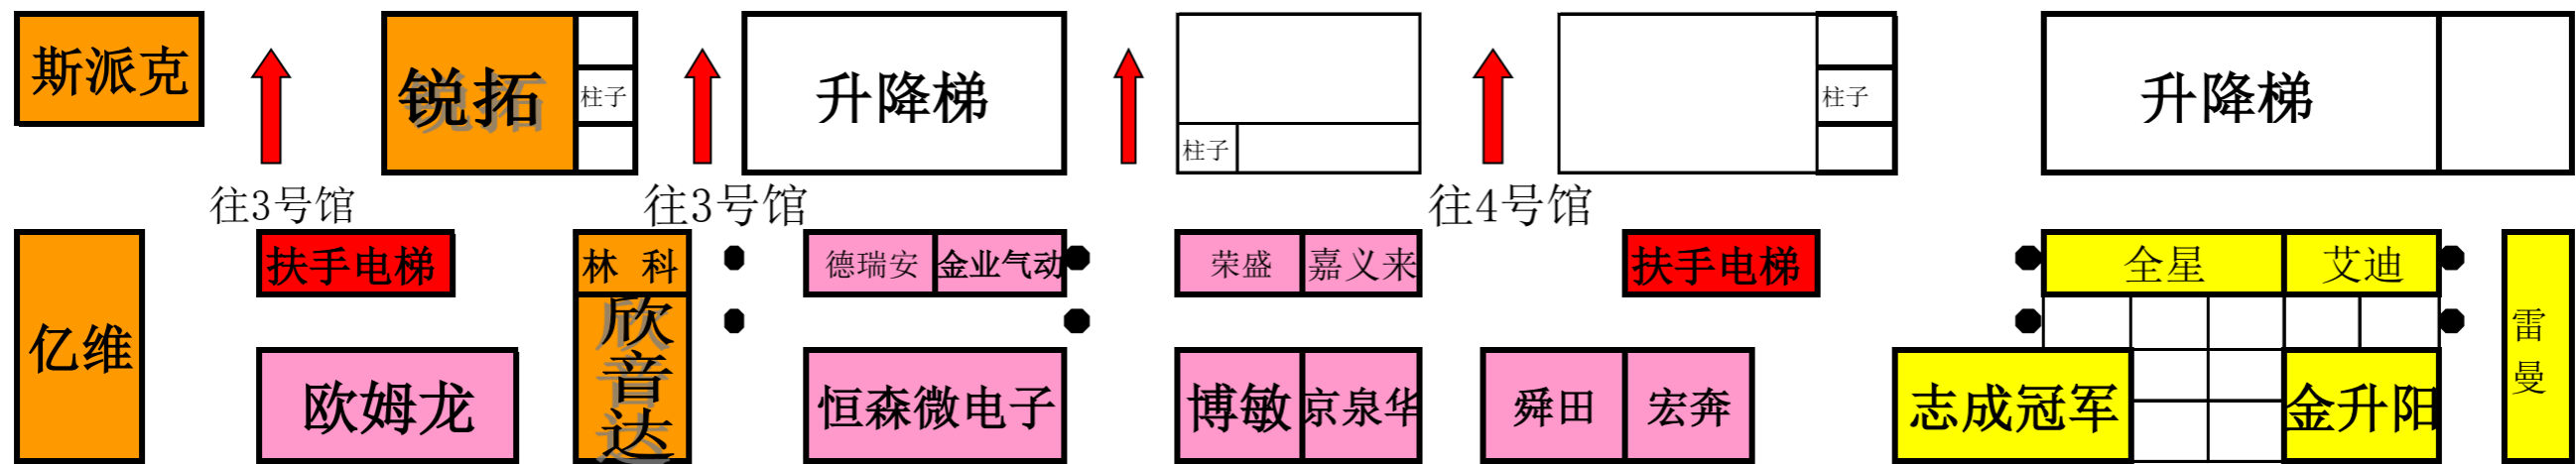 斯派克
锐拓
柱子
升降梯
柱子
柱子
升降梯
往3号馆
往3号馆
往4号馆
扶手电梯
林 科
德瑞安
金业气动
荣盛
嘉义来
扶手电梯
全星
艾迪
亿维
欧姆龙
欣音达
恒森微电子
博敏
京泉华
舜田
宏奔
志成冠军
金升阳
雷曼